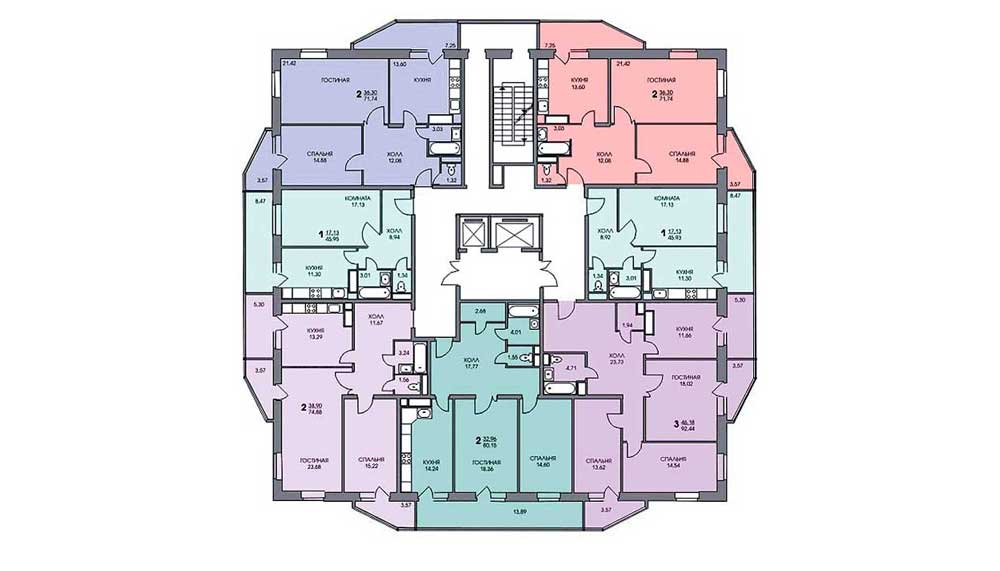 7.25
21.42
13.60
ГОСТИНАЯ
КУХНЯ
2 36.30
71.74
3.03
СПАЛЬНЯ
14.88
ХОЛЛ
12.08
1.32
3.57
7.25
21.42
КУХНЯ
13.60
ГОСТИНАЯ
2 36.30
71.74
3.03
ХОЛЛ
12.08
СПАЛЬНЯ
14.88
1.32
3.57
8.47
КОМНАТА
17.13
1 17.13
45.95
ХОЛЛ
8.94
КУХНЯ
11.30
3.01
1.34
8.47
КОМНАТА
17.13
ХОЛЛ
8.92
1 17.13
45.93
КУХНЯ
11.30
1.34
3.01
5.30
ХОЛЛ
11.67
КУХНЯ
13.29
3.24
1.56
3.57
2 38.90
74.88
ГОСТИНАЯ
23.68
СПАЛЬНЯ
15.22
3.57
2.68
4.01
ХОЛЛ
17.77
1.55
КУХНЯ
14.24
2 32.96
80.15
ГОСТИНАЯ
18.36
СПАЛЬНЯ
14.60
13.89
5.30
1.94
КУХНЯ
11.66
ХОЛЛ
23.73
4.71
3.57
ГОСТИНАЯ
18.02
3 46.18
92.44
СПАЛЬНЯ
13.62
СПАЛЬНЯ
14.54
3.57